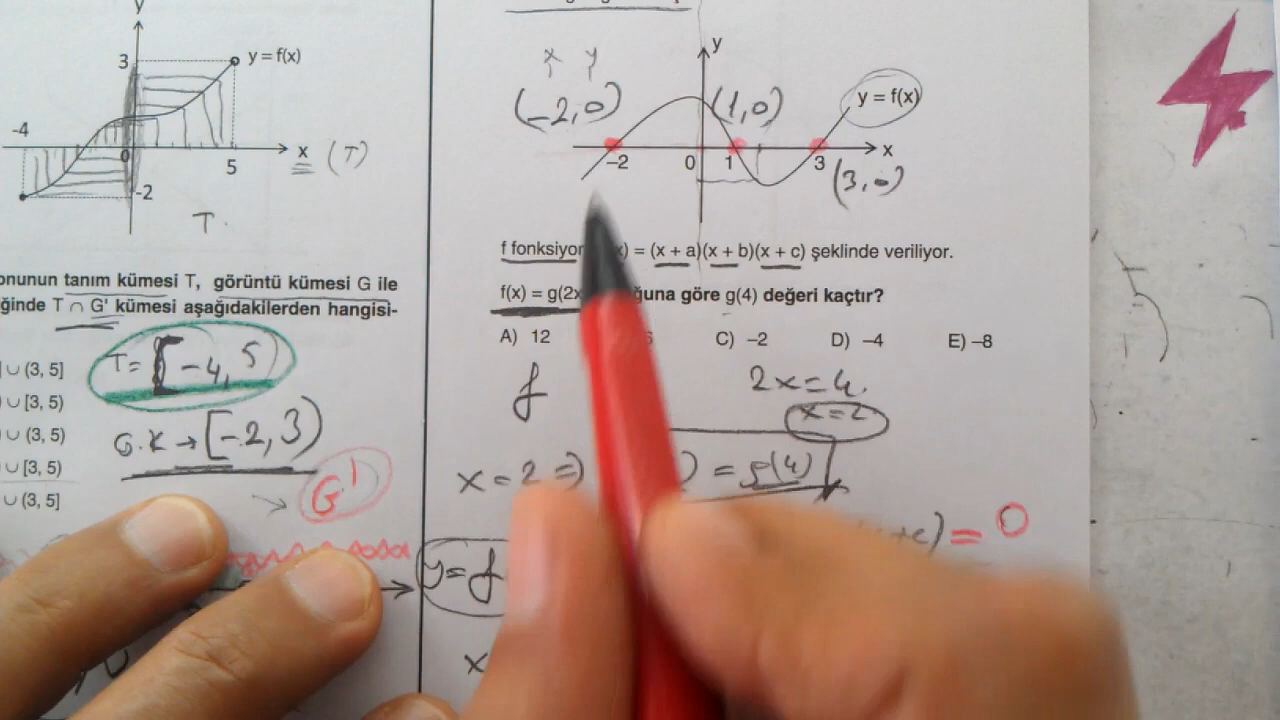 y
3
y = f(x)
-4
0
x (T)
5
-2
T.
onunun tanım kümesi T, görüntü kümesi G ile
ğinde T ∩ G' kümesi aşağıdakilerden hangisi-
∪ (3, 5]
∪ [3, 5)
∪ (3, 5)
∪ [3, 5]
∪ (3, 5]
T = [-4, 5
G.K → [-2, 3)
G'
x y
y
(-2, 0)
(1, 0)
y = f(x)
-2
0
1
3
x
(3, 0)
f fonksiyon x) = (x + a)(x + b)(x + c) şeklinde veriliyor.
f(x) = g(2x ğuna göre g(4) değeri kaçtır?
A) 12
C) -2
D) -4
E) -8
f
2x = 4.
x = 2
x = 2 ⇒ ) = g(4)
+c) = 0
y = f
x